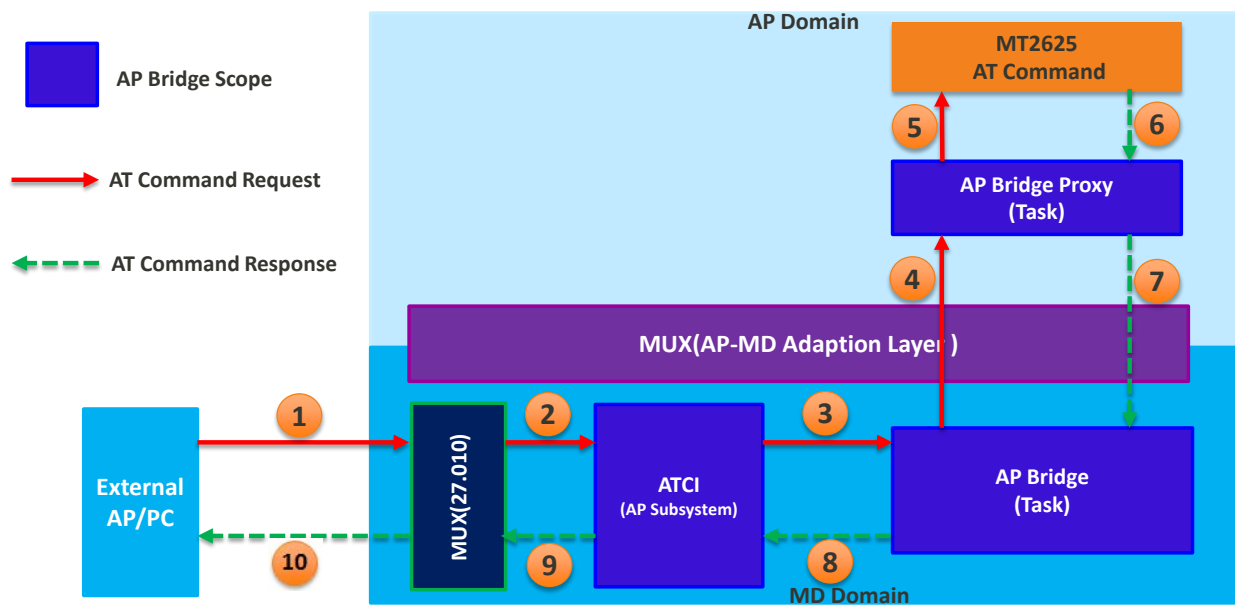 AP Domain
MT2625
AT Command
AP Bridge Scope
5
6
AT Command Request
AP Bridge Proxy
(Task)
AT Command Response
4
7
MUX(AP-MD Adaption Layer )
1
2
3
External
AP/PC
MUX(27.010)
ATCI
(AP Subsystem)
AP Bridge
(Task)
10
9
8
MD Domain